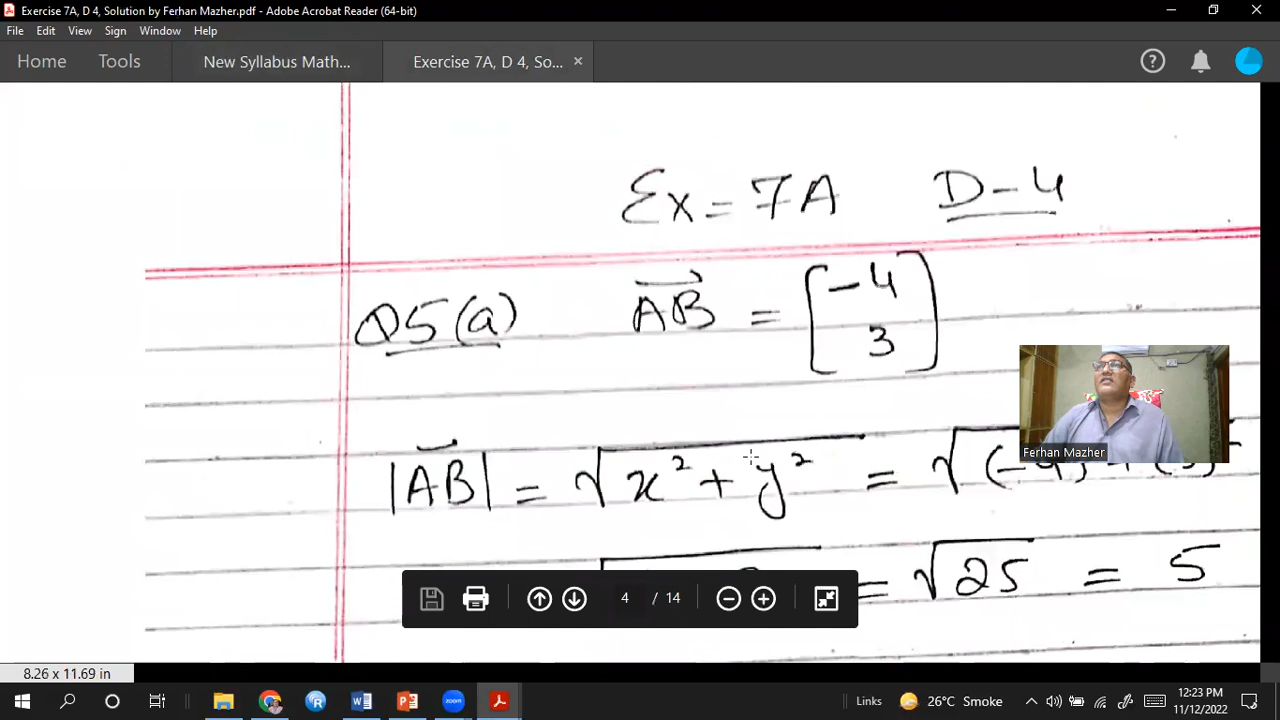 Exercise 7A, D 4, Solution by Ferhan Mazher.pdf - Adobe Acrobat Reader (64-bit)
File Edit View Sign Window Help
Home Tools New Syllabus Math... Exercise 7A, D 4, So... ×
Ex = 7A D-4
Q5(a) AB = [-4 3]
|AB| = √x² + y² = √(-4)
= √25 = 5
Ferhan Mazher
4 / 14
8.26 x 11.69 in
Links 26°C Smoke 12:23 PM
11/12/2022